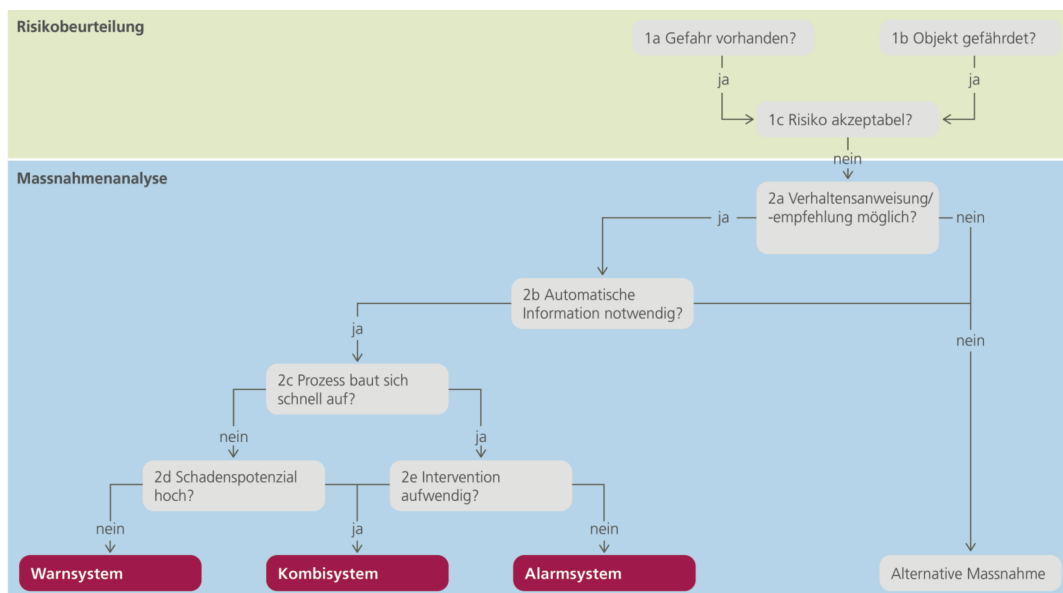 Risikobeurteilung
1a Gefahr vorhanden?
1b Objekt gefährdet?
ja
ja
1c Risiko akzeptabel?
nein
Massnahmenanalyse
2a Verhaltensanweisung/
-empfehlung möglich?
ja
nein
2b Automatische
Information notwendig?
ja
nein
2c Prozess baut sich
schnell auf?
nein
ja
2d Schadenspotenzial
hoch?
2e Intervention
aufwendig?
nein
ja
nein
Warnsystem
Kombisystem
Alarmsystem
Alternative Massnahme